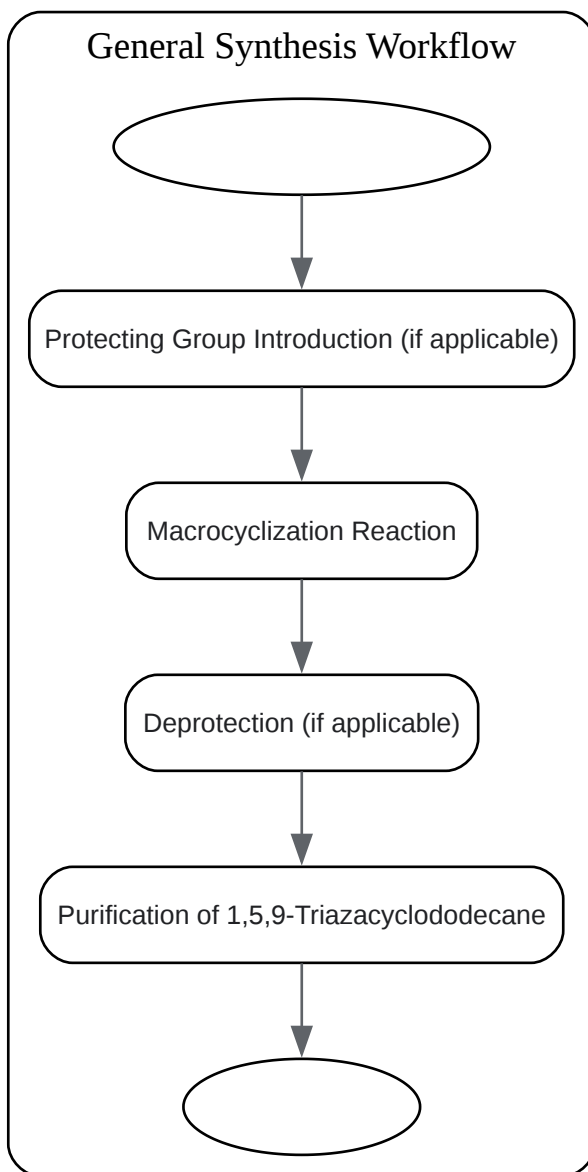 General Synthesis Workflow
Protecting Group Introduction (if applicable)
Macrocyclization Reaction
Deprotection (if applicable)
Purification of 1,5,9-Triazacyclododecane